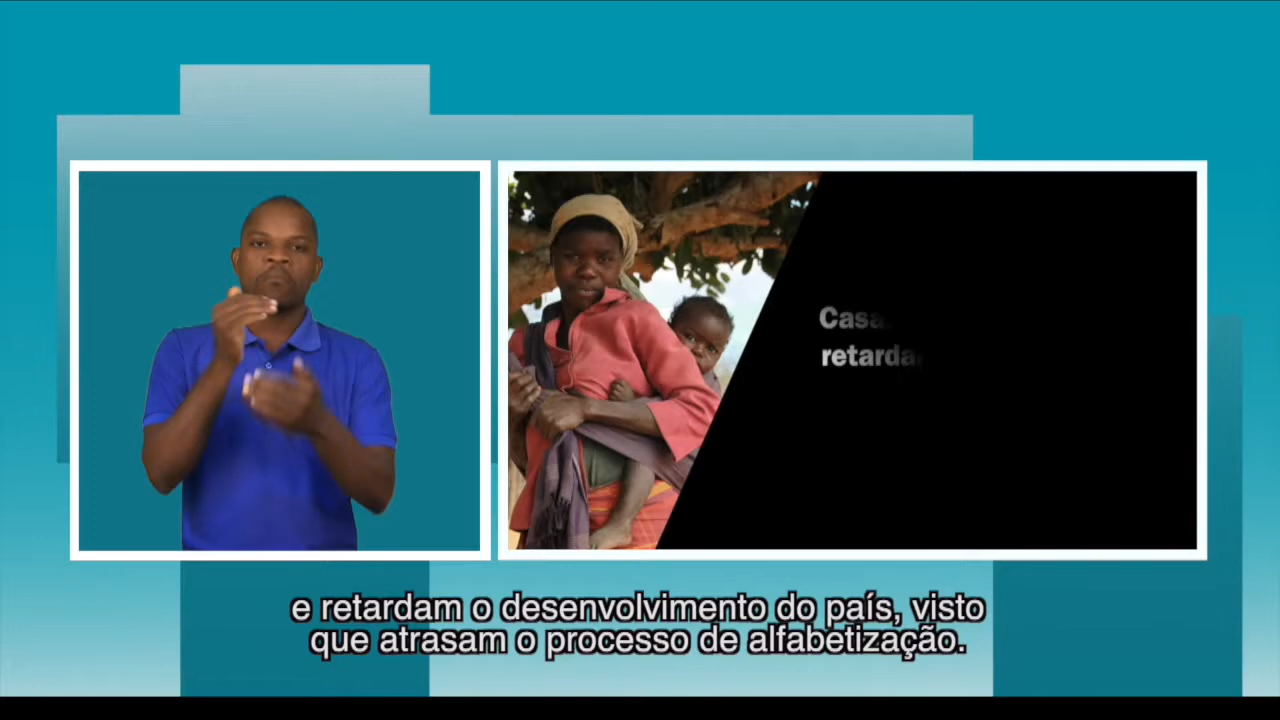 Casa
retarda
e retardam o desenvolvimento do país, visto
que atrasam o processo de alfabetização.